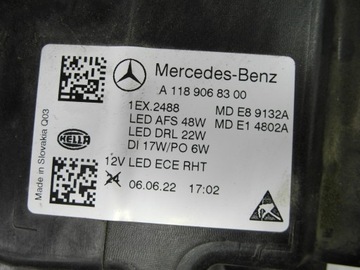 Mercedes-Benz
A 118 906 83 00
1EX.2488 MD E8 9132A
LED AFS 48W MD E1 4802A
LED DRL 22W
DI 17W/PO 6W
12V LED ECE RHT
24 06.06.22 17:02
HELLA
Made in Slovakia Q03